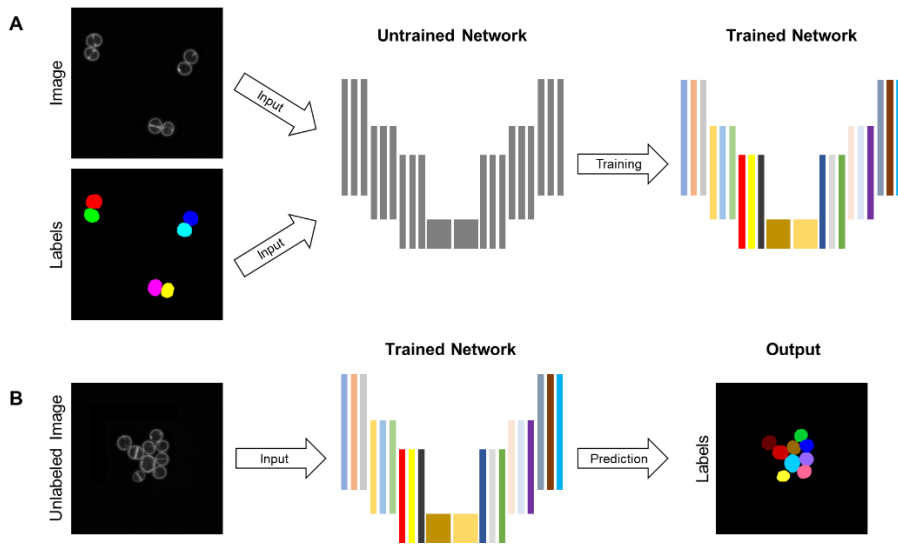 A
Image
Input
Untrained Network
Training
Trained Network
Labels
Input
B
Unlabeled Image
Input
Trained Network
Prediction
Output
Labels